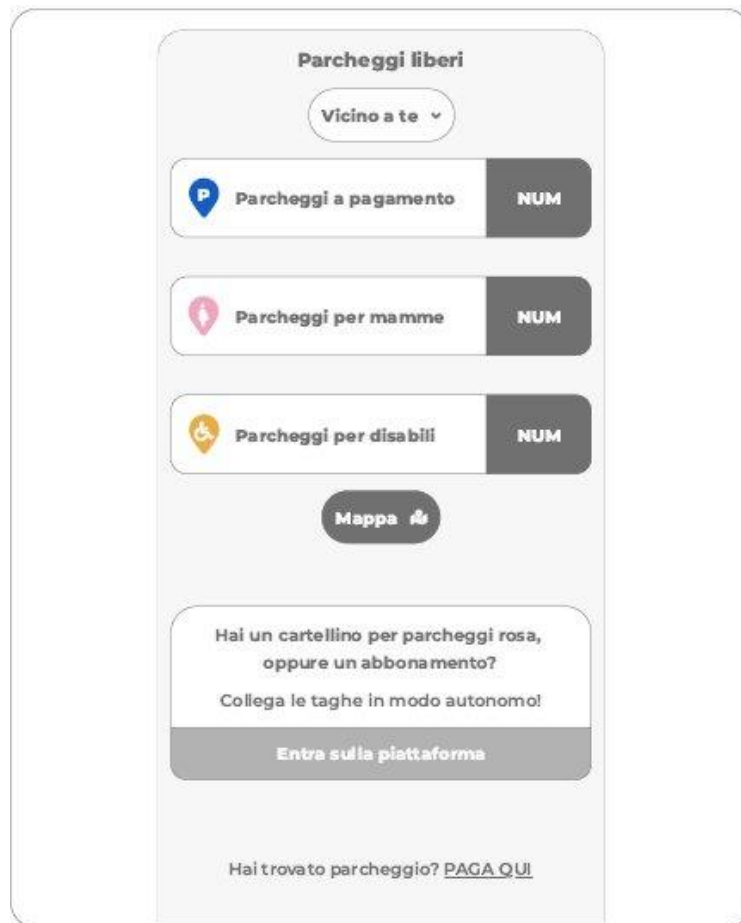 Parcheggi liberi
Vicino a te
P Parcheggi a pagamento NUM
Parcheggi per mamme NUM
Parcheggi per disabili NUM
Mappa
Hai un cartellino per parcheggi rosa,
oppure un abbonamento?
Collega le taghe in modo autonomo!
Entra sulla piattaforma
Hai trovato parcheggio? PAGA QUI